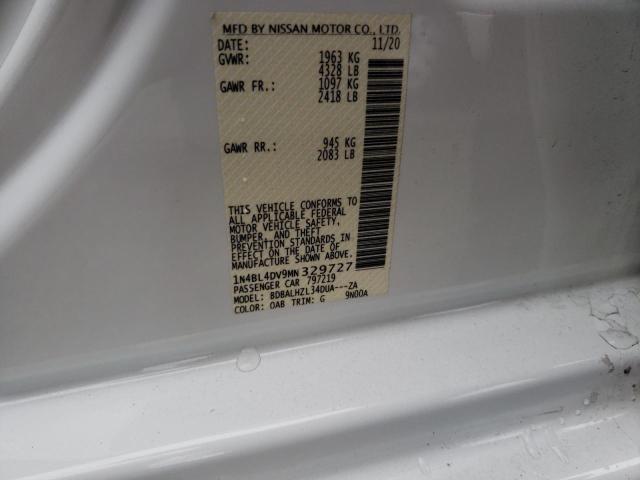 MFD BY NISSAN MOTOR CO., LTD.
DATE: 11/20
GVWR: 1963 KG
4328 LB
GAWR FR.: 1097 KG
2418 LB
GAWR RR.: 945 KG
2083 LB
THIS VEHICLE CONFORMS TO
ALL APPLICABLE FEDERAL
MOTOR VEHICLE SAFETY,
BUMPER, AND THEFT
PREVENTION STANDARDS IN
EFFECT ON THE DATE OF
MANUFACTURE SHOWN ABOVE.
1N4BL4DV9MN329727
PASSENGER CAR 797219
MODEL: BDBALHZL34DUA---ZA
COLOR: QAB TRIM: G 9N00A